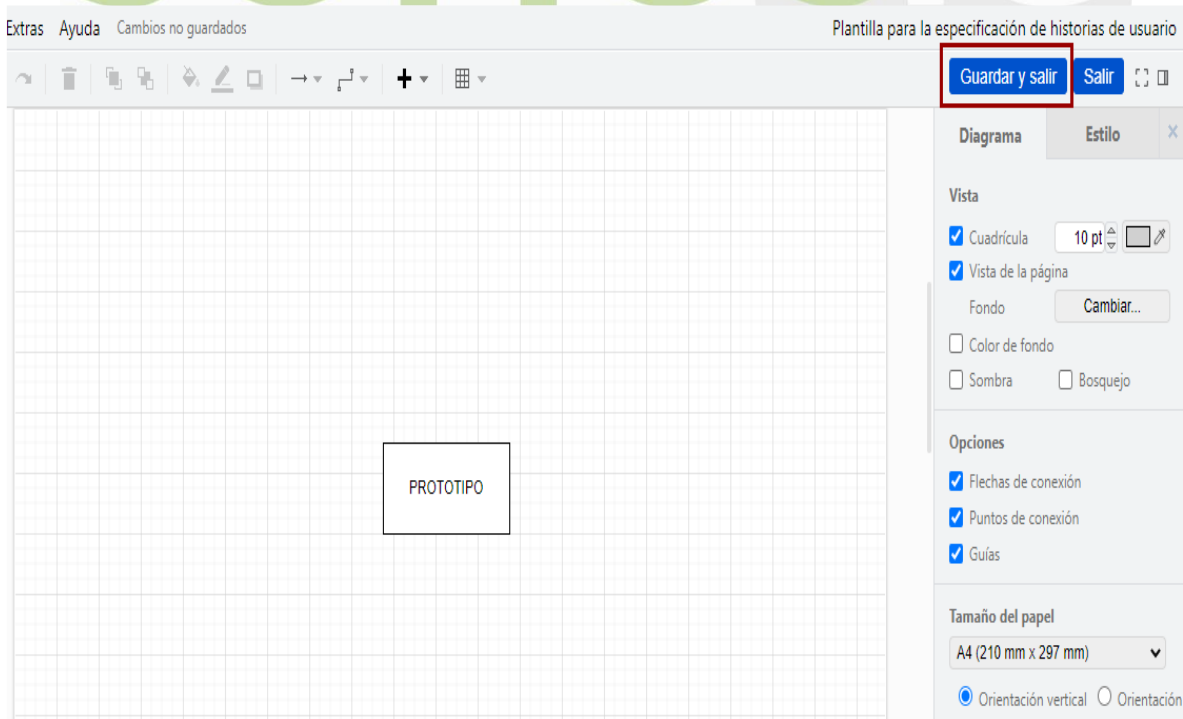 Extras Ayuda Cambios no guardados Plantilla para la especificación de historias de usuario
Guardar y salir Salir
Diagrama Estilo
Vista
Cuadrícula 10 pt
Vista de la página
Fondo Cambiar...
Color de fondo
Sombra Bosquejo
Opciones
PROTOTIPO
Flechas de conexión
Puntos de conexión
Guías
Tamaño del papel
A4 (210 mm x 297 mm)
Orientación vertical Orientación